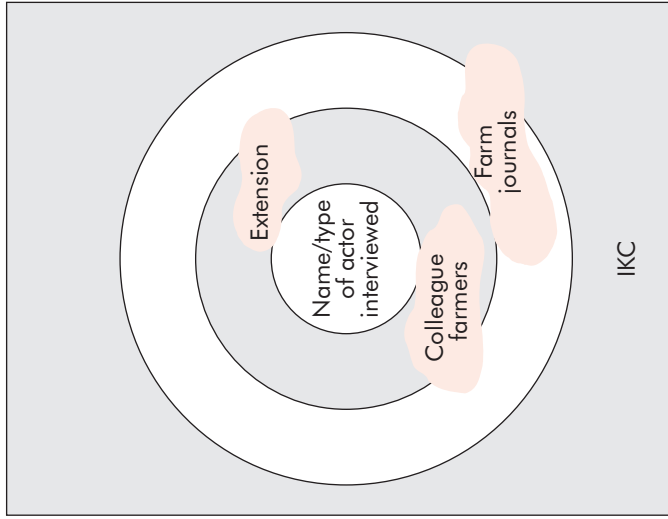 Extension
Name/type
of actor
interviewed
Colleague
farmers
Farm
journals
IKC